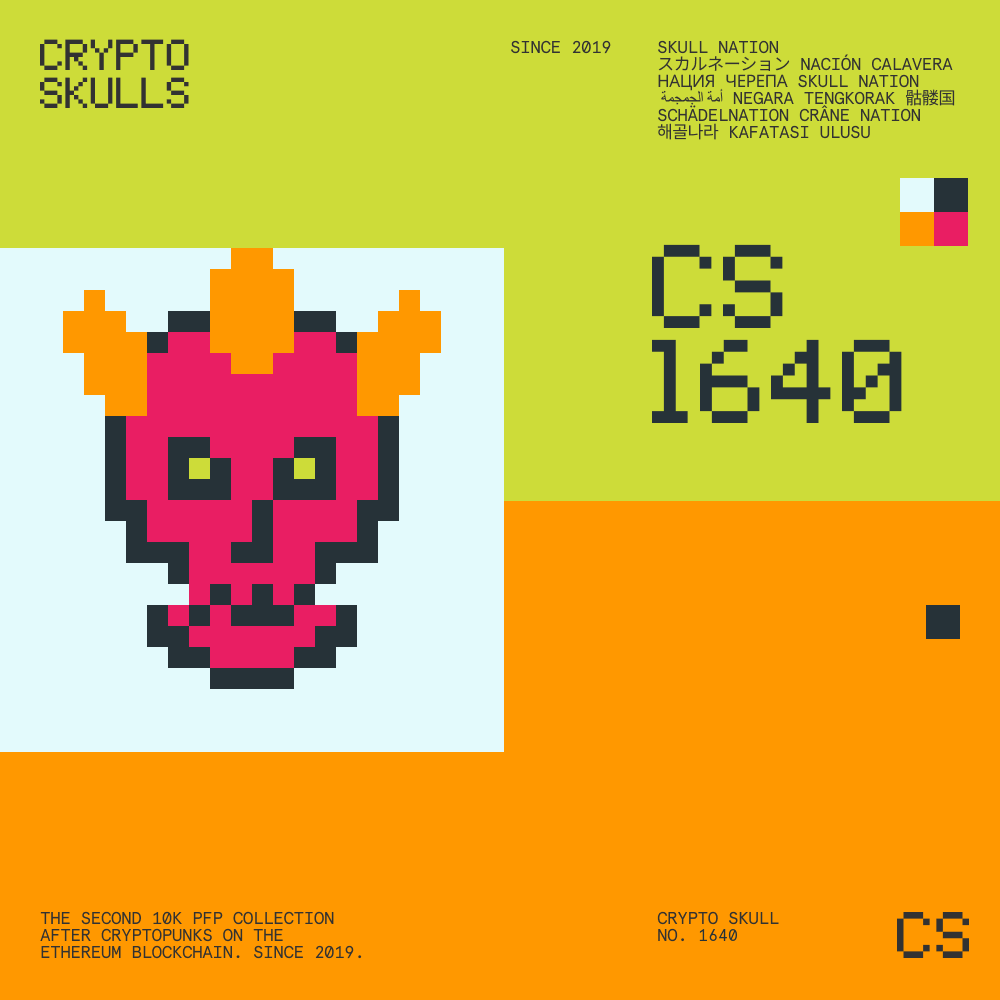 CRYPTO
SKULLS
SINCE 2019
SKULL NATION
スカルネーション NACIÓN CALAVERA
НАЦИЯ ЧЕРЕПА SKULL NATION
أمة الجمجمة NEGARA TENGKORAK 骷髅国
SCHÄDELNATION CRÂNE NATION
해골나라 KAFATASI ULUSU
CS
1640
THE SECOND 10K PFP COLLECTION
AFTER CRYPTOPUNKS ON THE
ETHEREUM BLOCKCHAIN. SINCE 2019.
CRYPTO SKULL
NO. 1640
CS